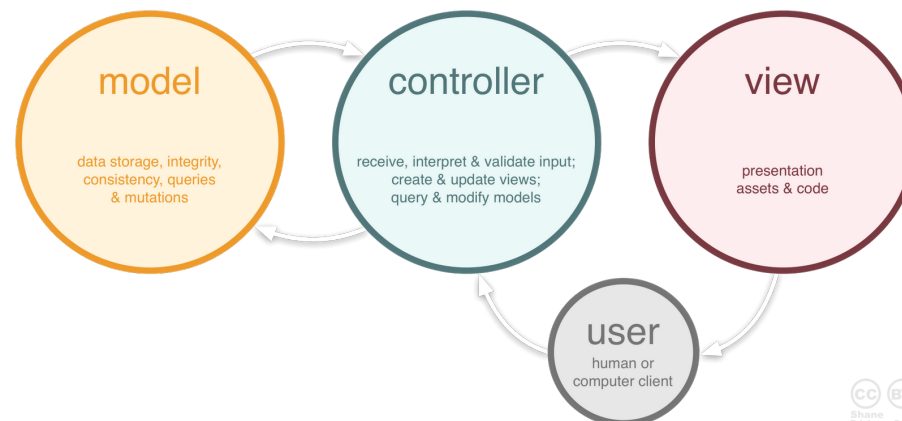 model
data storage, integrity,
consistency, queries
& mutations
controller
receive, interpret & validate input;
create & update views;
query & modify models
view
presentation
assets & code
user
human or
computer client
CC
Shane